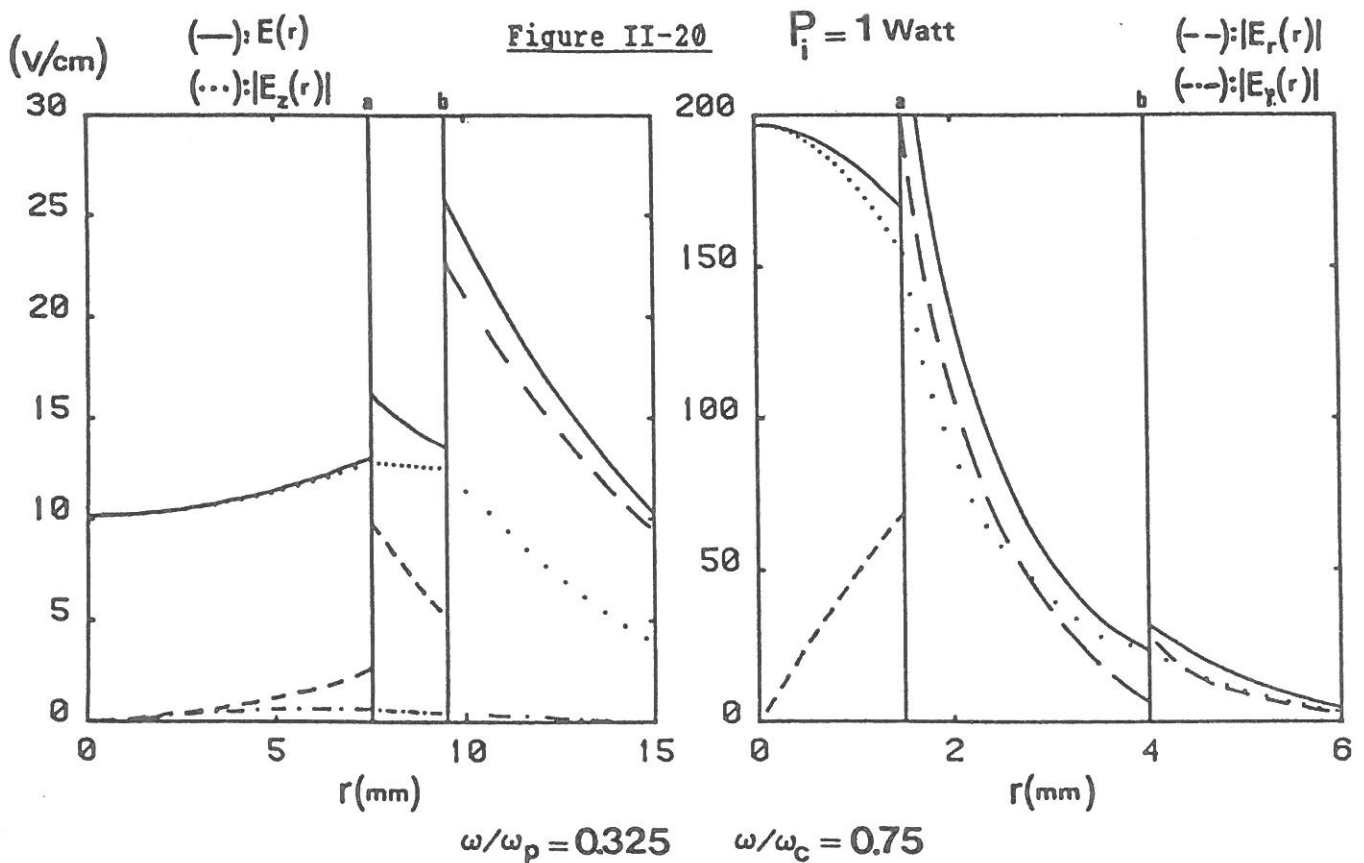 (—): E(r) Figure II-20 P_i = 1 Watt (– –):|E_r(r)|
(V/cm) (···):|E_z(r)| (–·–):|E_φ(r)|
a b a b
30 200
25
150
20
15 100
10
50
5
0 0
0 5 10 15 0 2 4 6
r(mm) r(mm)
ω/ω_p = 0.325 ω/ω_c = 0.75